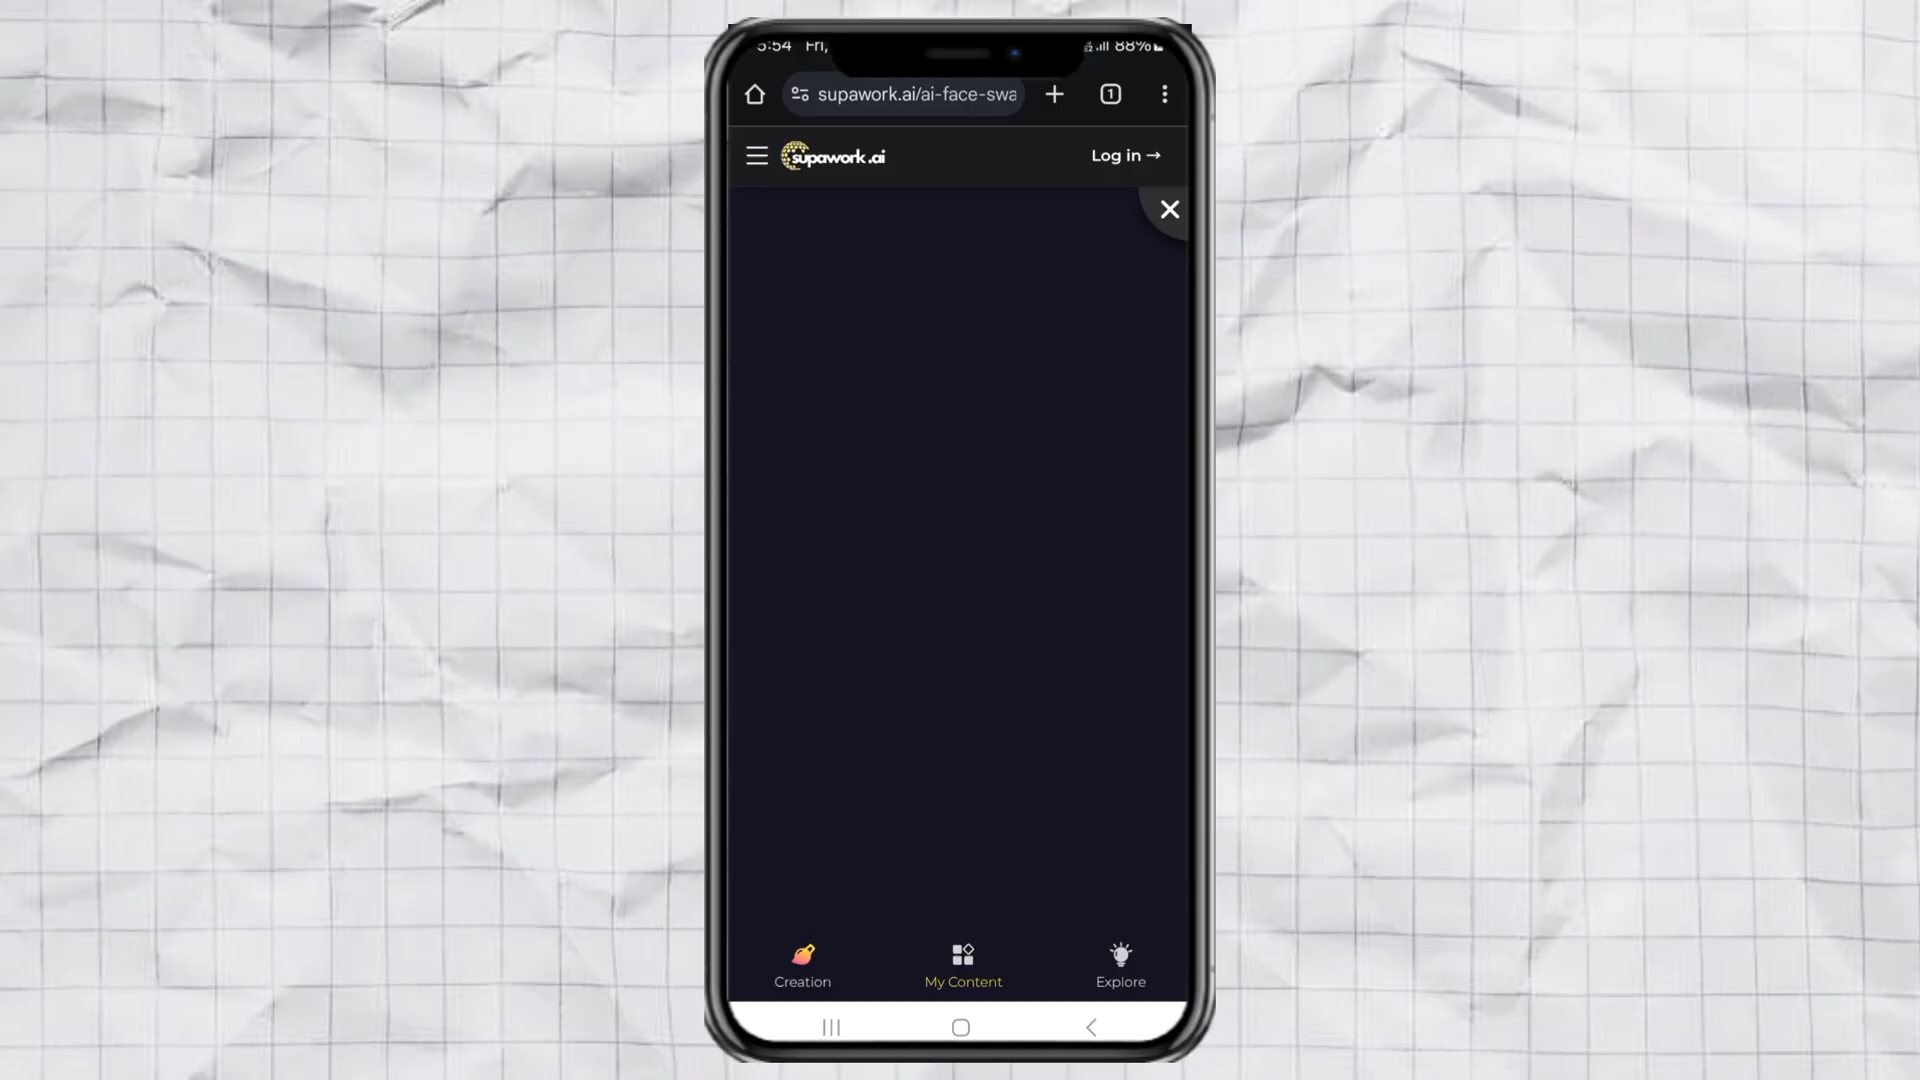 5:54 Fri, 88%
supawork.ai/ai-face-swa
1
supawork.ai
Log in →
Creation
My Content
Explore